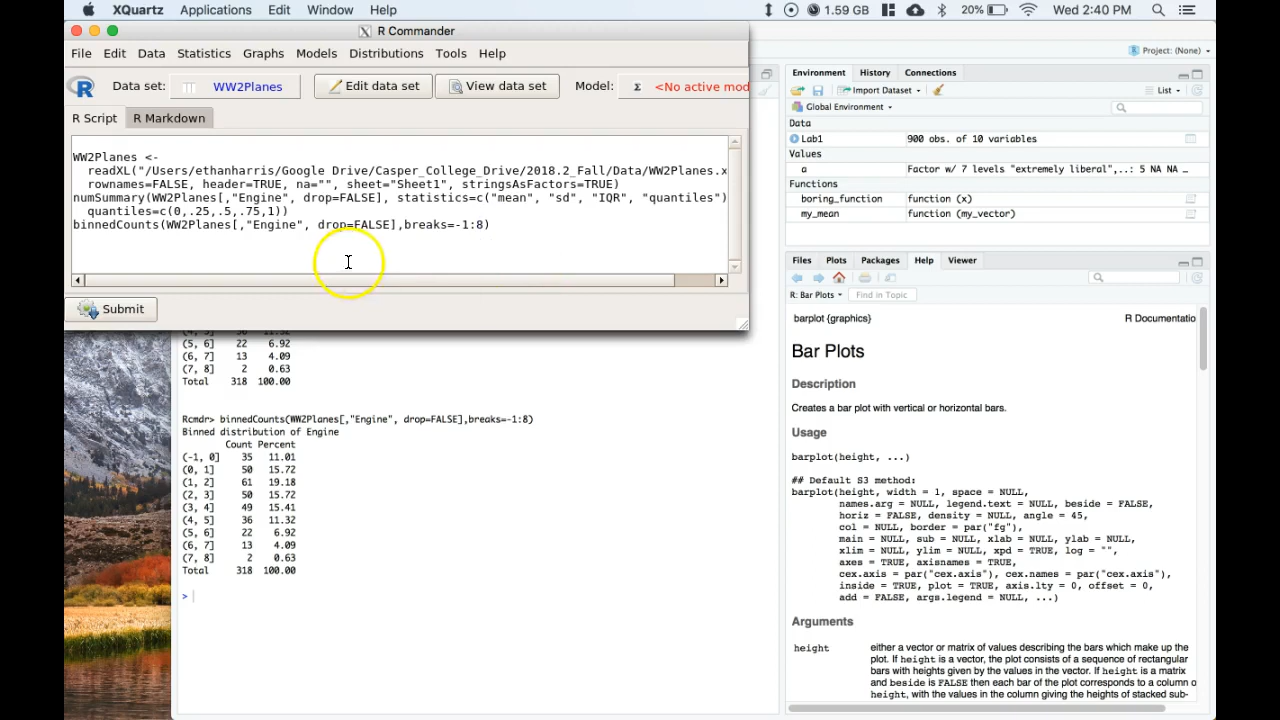 XQuartz Applications Edit Window Help 1.59 GB 20% Wed 2:40 PM
R Commander
File Edit Data Statistics Graphs Models Distributions Tools Help
Data set: WW2Planes Edit data set View data set Model: Σ <No active mod
R Script R Markdown
WW2Planes <-
readXL("/Users/ethanharris/Google Drive/Casper_College_Drive/2018.2_Fall/Data/WW2Planes.x
rownames=FALSE, header=TRUE, na="", sheet="Sheet1", stringsAsFactors=TRUE)
numSummary(WW2Planes[,"Engine", drop=FALSE], statistics=c("mean", "sd", "IQR", "quantiles")
quantiles=c(0,.25,.5,.75,1))
binnedCounts(WW2Planes[,"Engine", drop=FALSE],breaks=-1:8)
Submit
(5, 6] 22 6.92
(6, 7] 13 4.09
(7, 8] 2 0.63
Total 318 100.00
Rcmdr> binnedCounts(WW2Planes[,"Engine", drop=FALSE],breaks=-1:8)
Binned distribution of Engine
Count Percent
(-1, 0] 35 11.01
(0, 1] 50 15.72
(1, 2] 61 19.18
(2, 3] 50 15.72
(3, 4] 49 15.41
(4, 5] 36 11.32
(5, 6] 22 6.92
(6, 7] 13 4.09
(7, 8] 2 0.63
Total 318 100.00
>
Project: (None)
Environment History Connections
Import Dataset List
Global Environment
Data
Lab1 900 obs. of 10 variables
Values
a Factor w/ 7 levels "extremely liberal",..: 5 NA NA …
Functions
boring_function function (x)
my_mean function (my_vector)
Files Plots Packages Help Viewer
R: Bar Plots Find in Topic
barplot {graphics} R Documentatio
Bar Plots
Description
Creates a bar plot with vertical or horizontal bars.
Usage
barplot(height, ...)
## Default S3 method:
barplot(height, width = 1, space = NULL,
names.arg = NULL, legend.text = NULL, beside = FALSE,
horiz = FALSE, density = NULL, angle = 45,
col = NULL, border = par("fg"),
main = NULL, sub = NULL, xlab = NULL, ylab = NULL,
xlim = NULL, ylim = NULL, xpd = TRUE, log = "",
axes = TRUE, axisnames = TRUE,
cex.axis = par("cex.axis"), cex.names = par("cex.axis"),
inside = TRUE, plot = TRUE, axis.lty = 0, offset = 0,
add = FALSE, args.legend = NULL, ...)
Arguments
height either a vector or matrix of values describing the bars which make up the
plot. If height is a vector, the plot consists of a sequence of rectangular
bars with heights given by the values in the vector. If height is a matrix
and beside is FALSE then each bar of the plot corresponds to a column o
height, with the values in the column giving the heights of stacked sub-